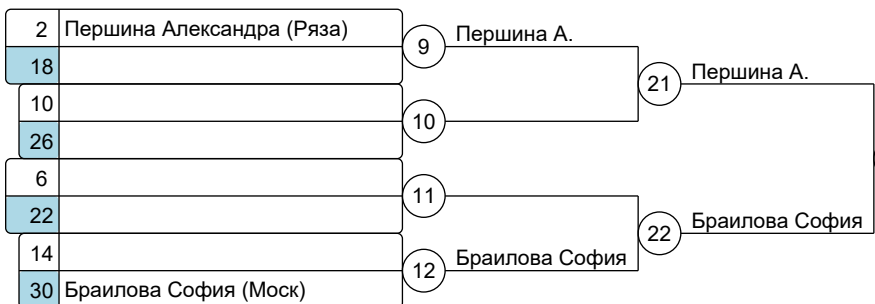 2 Першина Александра (Ряза)
9 Першина А.
18
21 Першина А.
10
10
26
6
11
22
22 Браилова София
14
12 Браилова София
30 Браилова София (Моск)